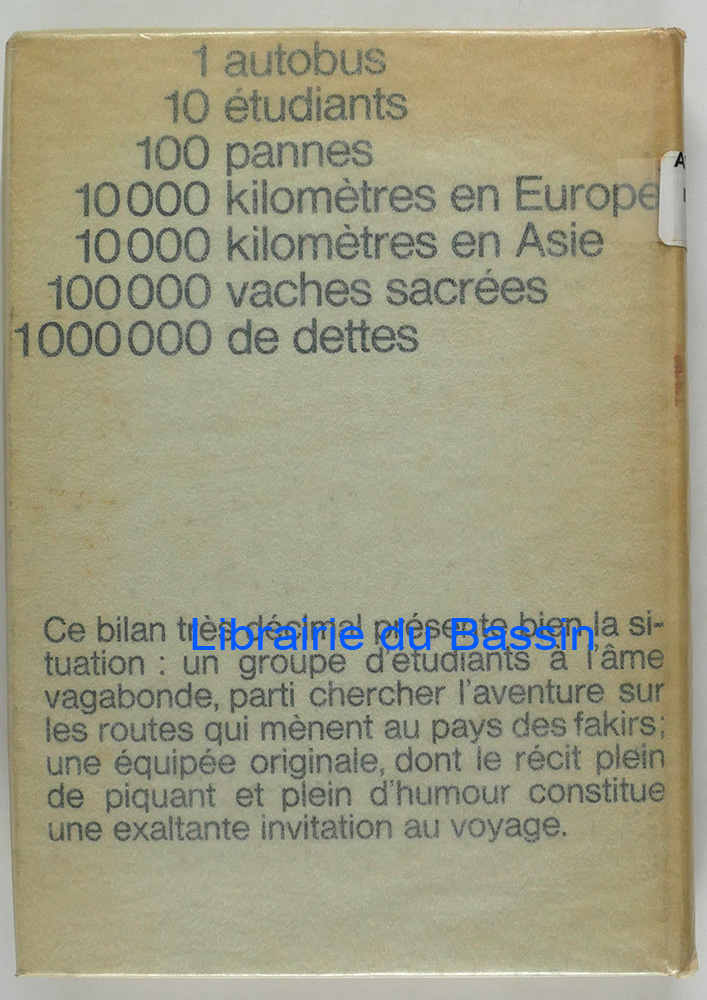 1 autobus
10 étudiants
100 pannes
10 000 kilomètres en Europe
10 000 kilomètres en Asie
100 000 vaches sacrées
1 000 000 de dettes
Ce bilan très décimal présente bien la si-
Librairie du Bassin
tuation : un groupe d'étudiants à l'âme
vagabonde, parti chercher l'aventure sur
les routes qui mènent au pays des fakirs;
une équipée originale, dont le récit plein
de piquant et plein d'humour constitue
une exaltante invitation au voyage.